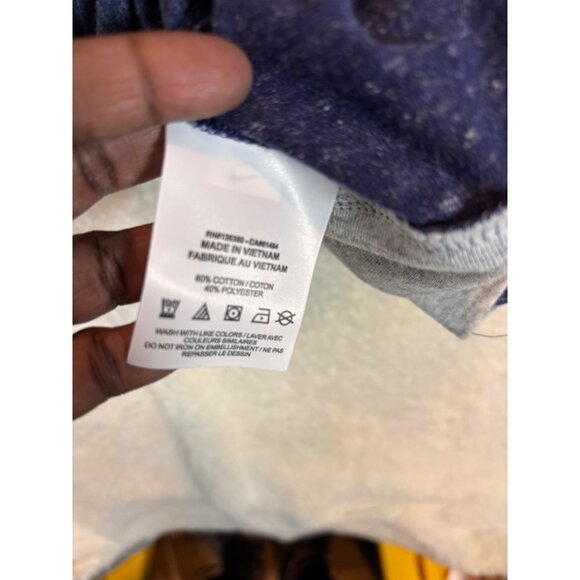 MADE IN VIETNAM
FABRIQUE AU VIETNAM
60% COTTON / COTON
40% POLYESTER
WASH WITH LIKE COLORS / LAVER AVEC
COULEURS SIMILAIRES
DO NOT IRON ON EMBELLISHMENT / NE PAS
REPASSER LE DESSIN